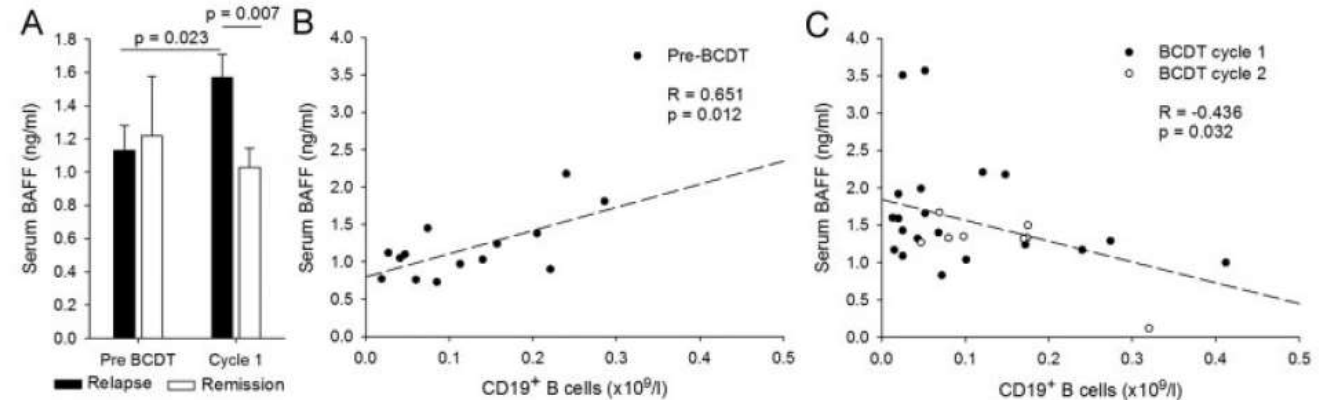 A
p = 0.007
p = 0.023
1.8
1.6
1.4
1.2
1.0
0.8
0.6
0.4
0.2
0.0
Serum BAFF (ng/ml)
Pre BCDT
Cycle 1
Relapse
Remission
B
4.0
3.5
3.0
2.5
2.0
1.5
1.0
0.5
0.0
Serum BAFF (ng/ml)
Pre-BCDT
R = 0.651
p = 0.012
0.0 0.1 0.2 0.3 0.4 0.5
CD19⁺ B cells (x10⁹/l)
C
4.0
3.5
3.0
2.5
2.0
1.5
1.0
0.5
0.0
Serum BAFF (ng/ml)
BCDT cycle 1
BCDT cycle 2
R = -0.436
p = 0.032
0.0 0.1 0.2 0.3 0.4 0.5
CD19⁺ B cells (x10⁹/l)